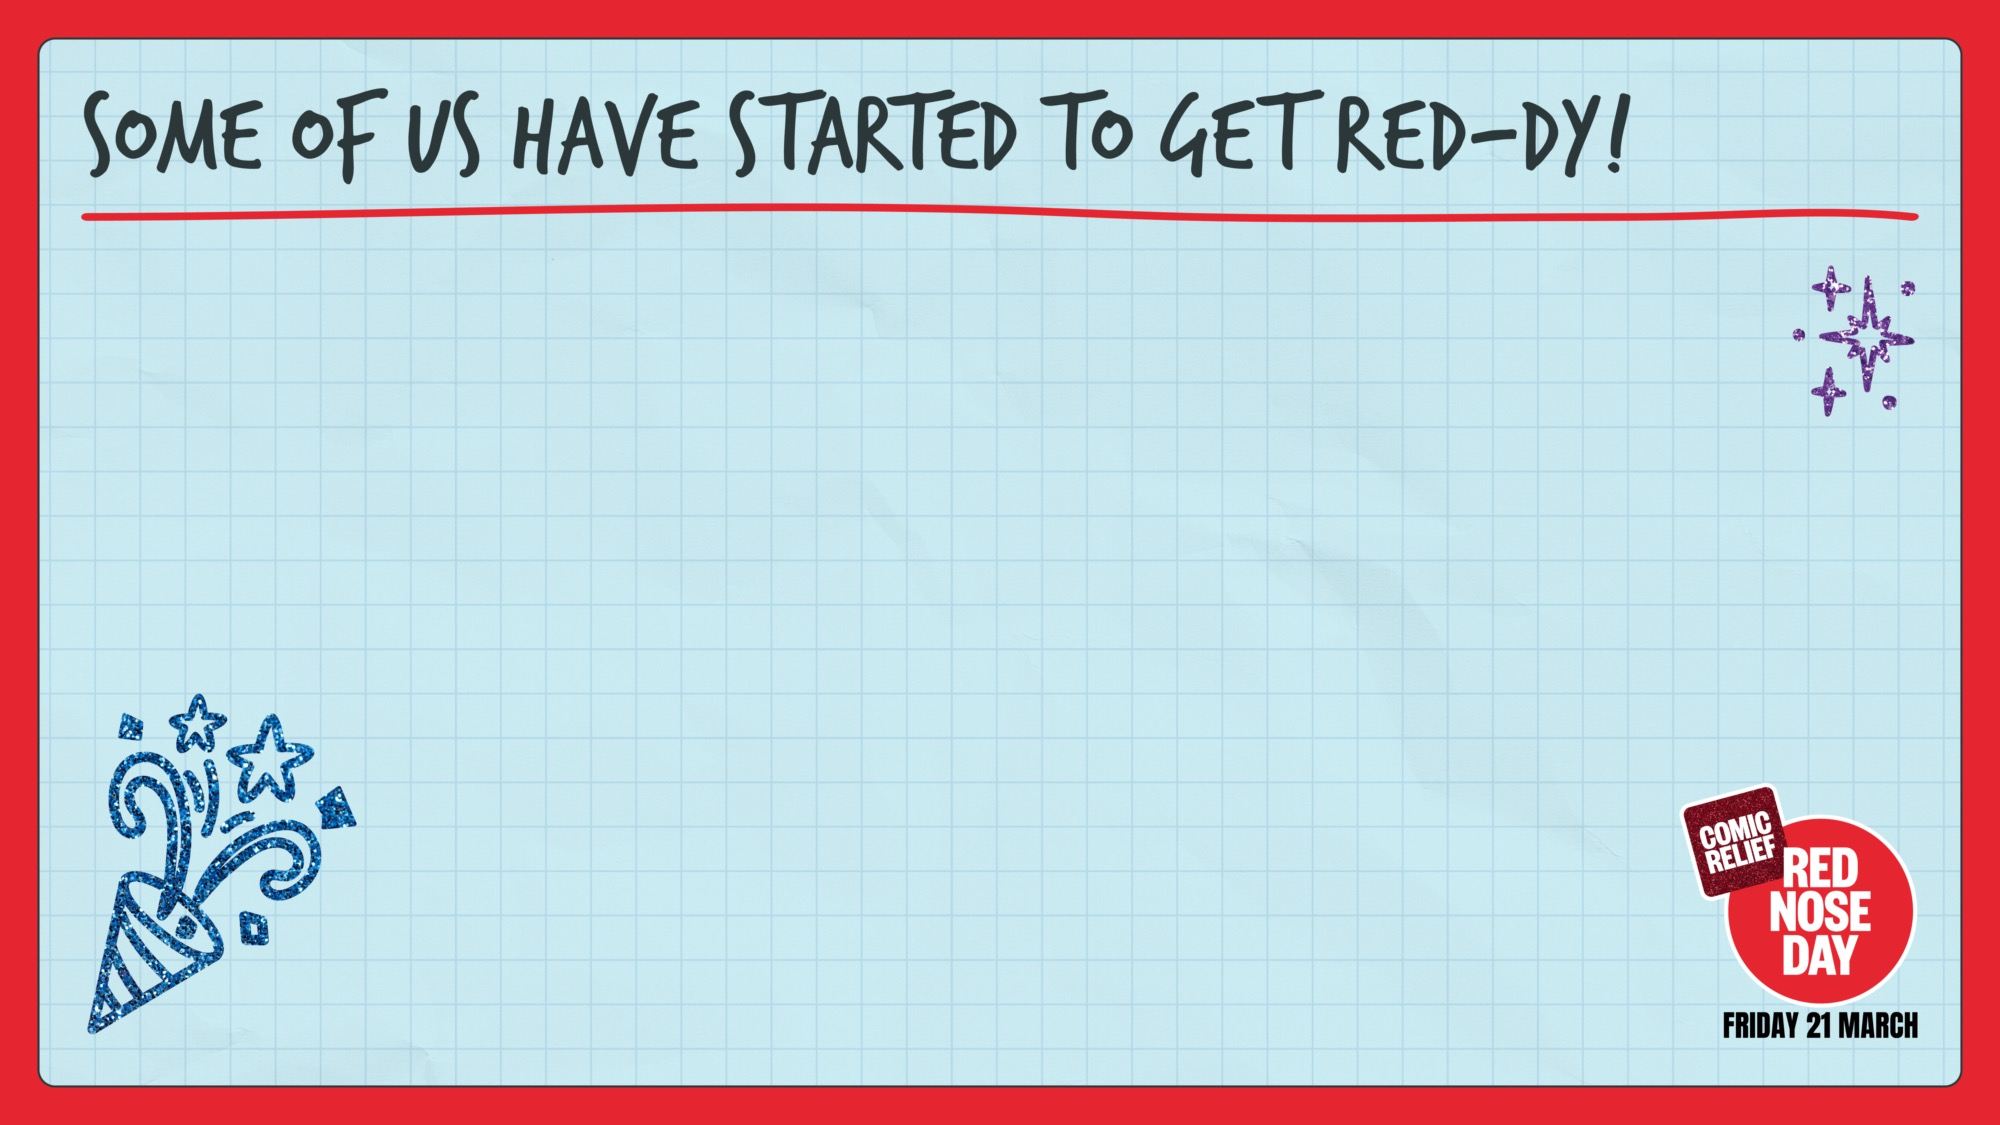 SOME OF US HAVE STARTED TO GET RED-DY!
COMIC
RELIEF
RED
NOSE
DAY
FRIDAY 21 MARCH